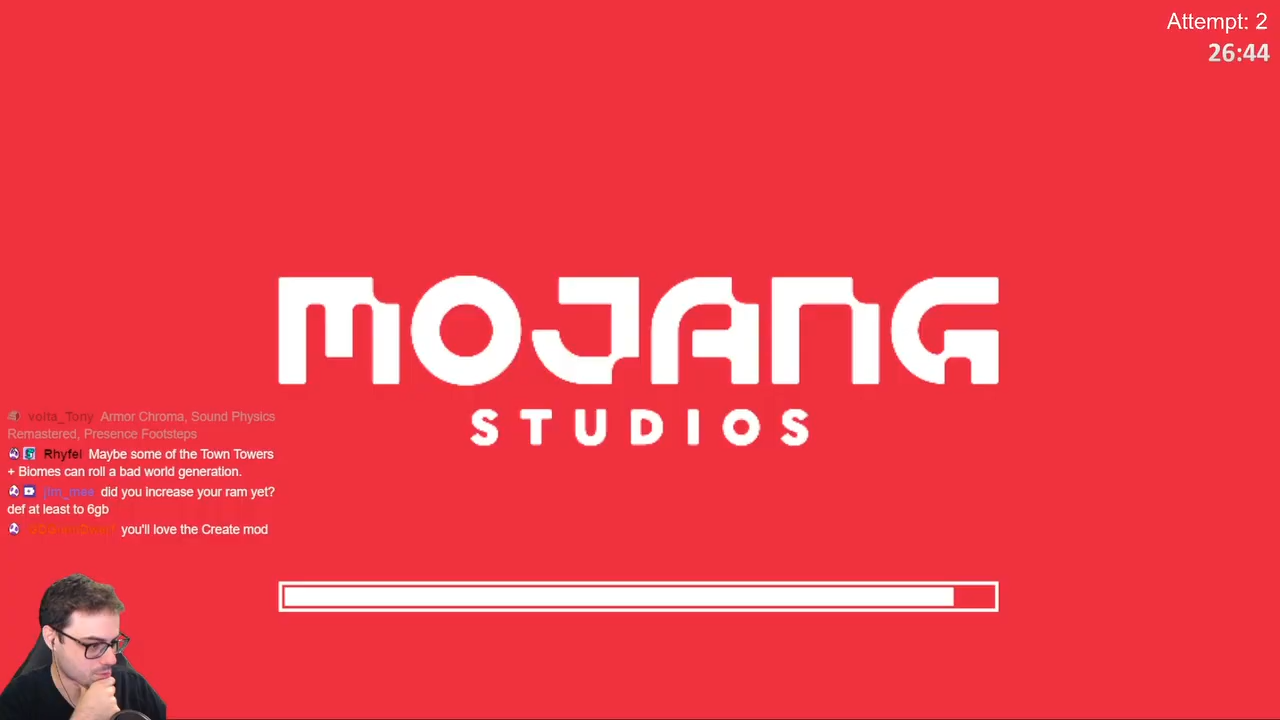 Attempt: 2
26:44
MOJANG
STUDIOS
volta_Tony Armor Chroma, Sound Physics
Remastered, Presence Footsteps
Rhyfel Maybe some of the Town Towers
+ Biomes can roll a bad world generation.
jim_mee did you increase your ram yet?
def at least to 6gb
you'll love the Create mod